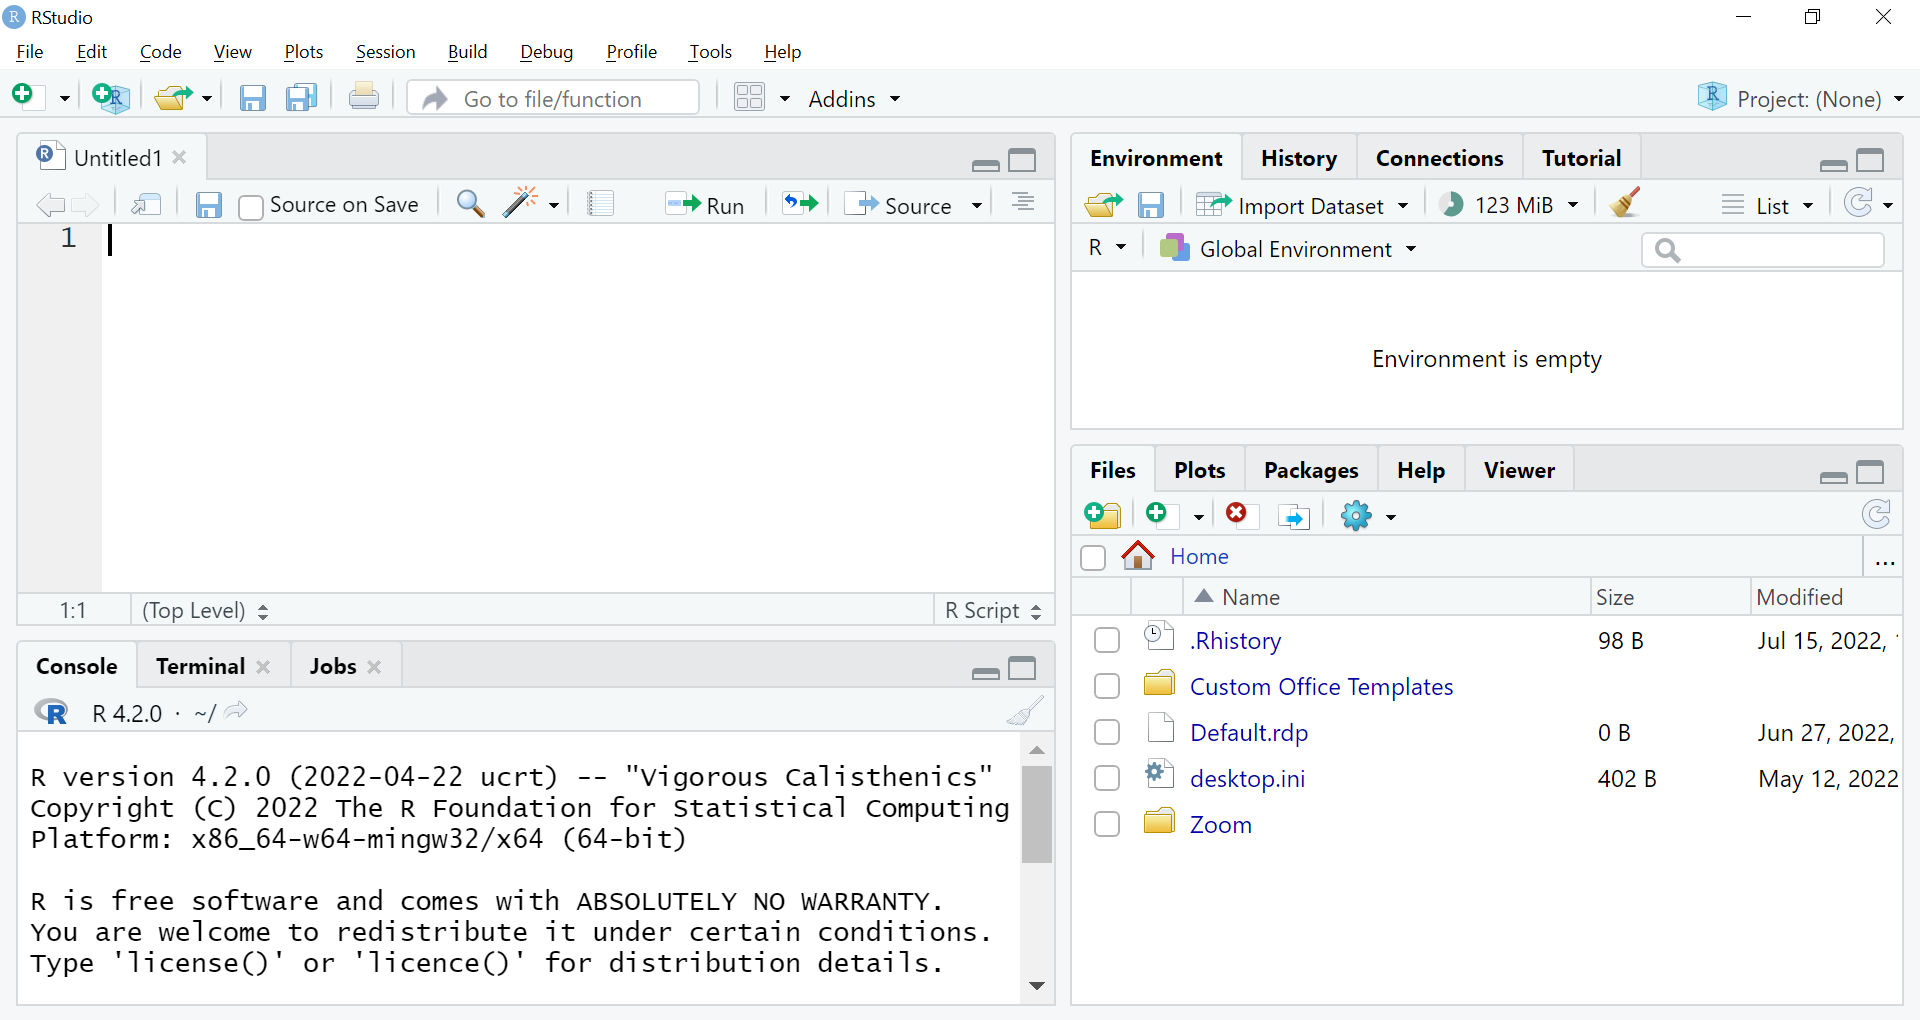 RStudio
File Edit Code View Plots Session Build Debug Profile Tools Help
Go to file/function Addins Project: (None)
Untitled1
Source on Save Run Source
1
1:1 (Top Level) R Script
Console Terminal Jobs
R 4.2.0 · ~/
R version 4.2.0 (2022-04-22 ucrt) -- "Vigorous Calisthenics"
Copyright (C) 2022 The R Foundation for Statistical Computing
Platform: x86_64-w64-mingw32/x64 (64-bit)
R is free software and comes with ABSOLUTELY NO WARRANTY.
You are welcome to redistribute it under certain conditions.
Type 'license()' or 'licence()' for distribution details.
Environment History Connections Tutorial
Import Dataset 123 MiB List
R Global Environment
Environment is empty
Files Plots Packages Help Viewer
Home ...
Name Size Modified
.Rhistory 98 B Jul 15, 2022,
Custom Office Templates
Default.rdp 0 B Jun 27, 2022,
desktop.ini 402 B May 12, 2022
Zoom